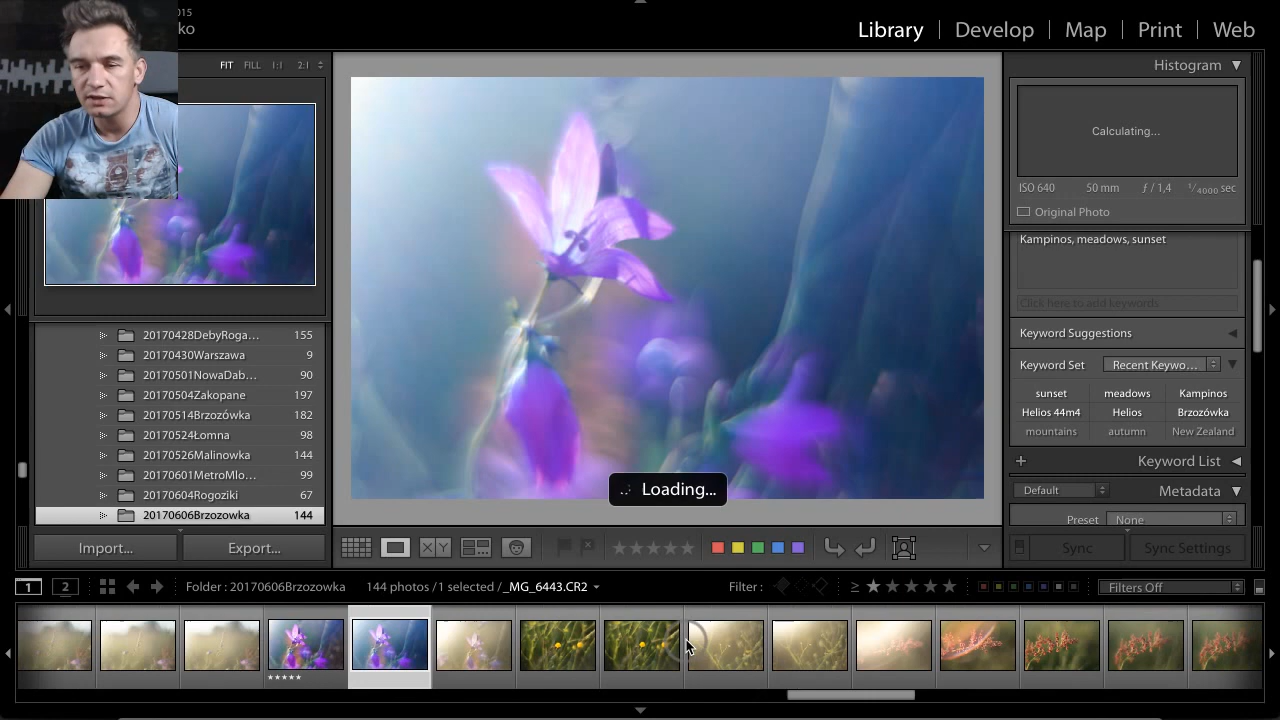 015
ko
Library | Develop | Map | Print | Web
FIT FILL 1:1 2:1
Histogram
Calculating...
ISO 640 50 mm ƒ / 1,4 1/4000 sec
Original Photo
Kampinos, meadows, sunset
Click here to add keywords
Keyword Suggestions
Keyword Set Recent Keywo...
sunset meadows Kampinos
Helios 44m4 Helios Brzozówka
mountains autumn New Zealand
+ Keyword List
Default Metadata
Preset None
Sync Sync Settings
20170428DebyRoga... 155
20170430Warszawa 9
20170501NowaDab... 90
20170504Zakopane 197
20170514Brzozówka 182
20170524Łomna 98
20170526Malinowka 144
20170601MetroMlo... 99
20170604Rogoziki 67
20170606Brzozowka 144
Import... Export...
Loading...
X Y
1 2 Folder : 20170606Brzozowka 144 photos / 1 selected / _MG_6443.CR2 Filter : ≥ ★★★★★ Filters Off
★★★★★